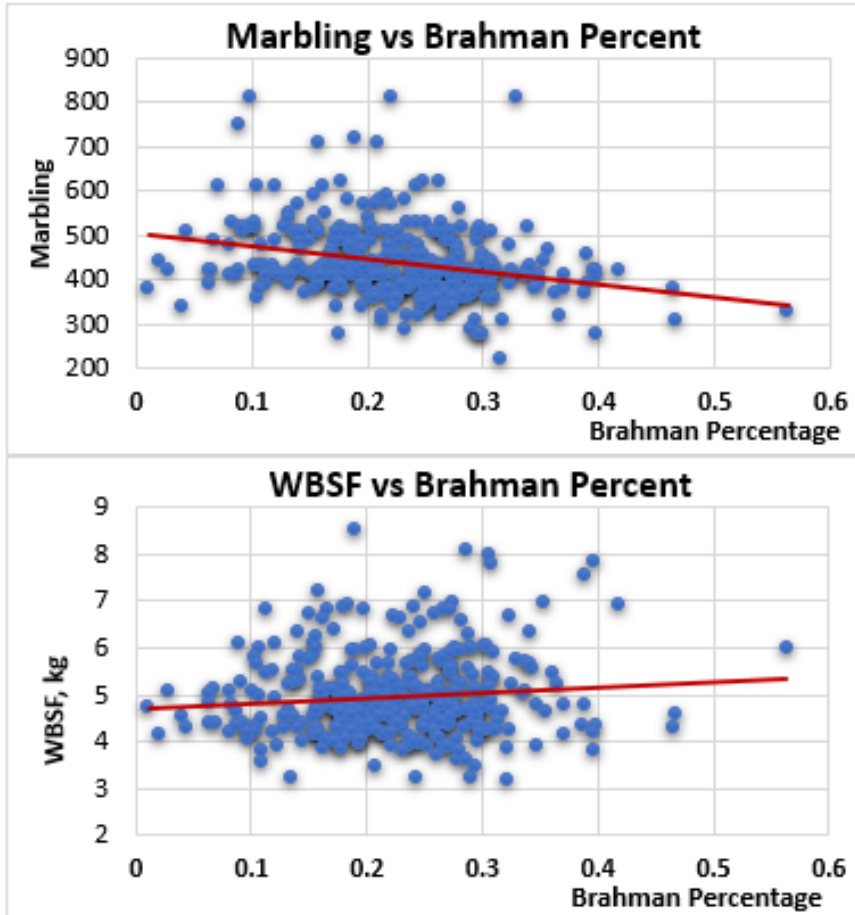 Marbling vs Brahman Percent
900
800
700
600
500
400
300
200
Marbling
0 0.1 0.2 0.3 0.4 0.5 0.6
Brahman Percentage
WBSF vs Brahman Percent
9
8
7
6
5
4
3
2
WBSF, kg
0 0.1 0.2 0.3 0.4 0.5 0.6
Brahman Percentage